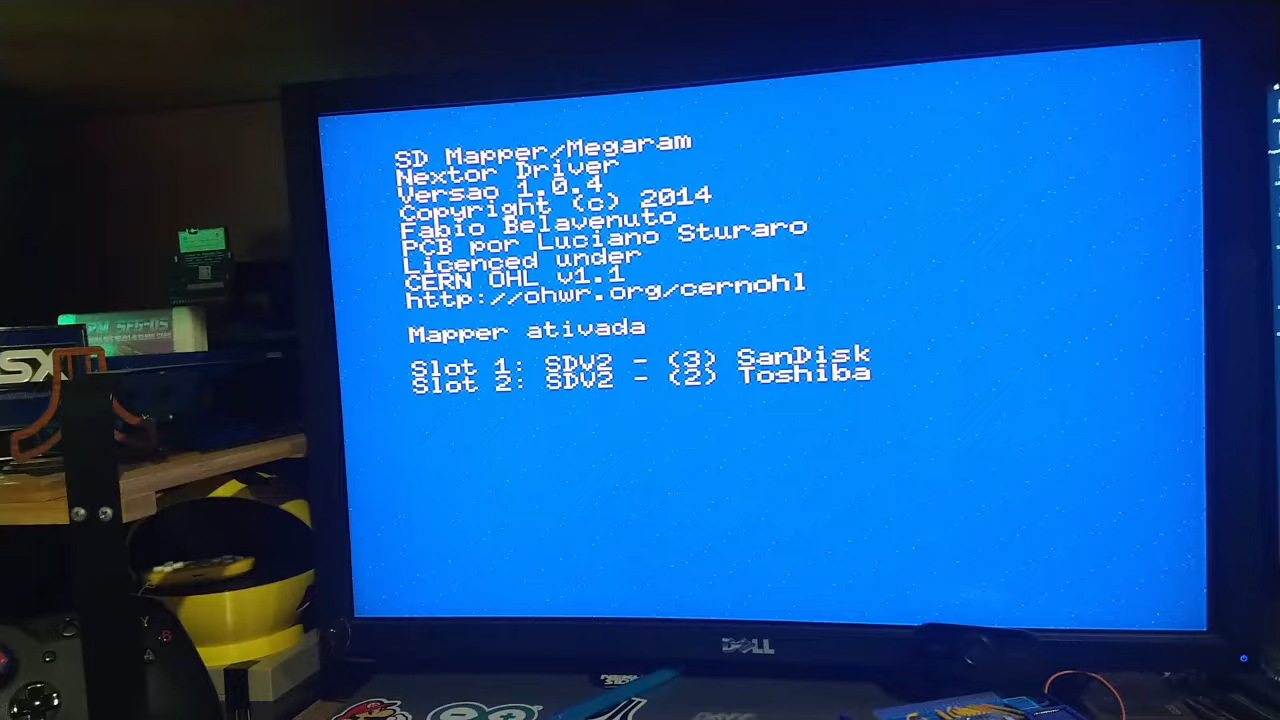 SD Mapper/Megaram
Nextor Driver
Versao 1.0.4
Copyright (c) 2014
Fabio Belavenuto
PCB por Luciano Sturaro
Licenced under
CERN OHL v1.1
http://ohwr.org/cernohl
Mapper ativada
Slot 1: SDV2 - (3) SanDisk
Slot 2: SDV2 - (2) Toshiba
SX
DELL
Y
B
A